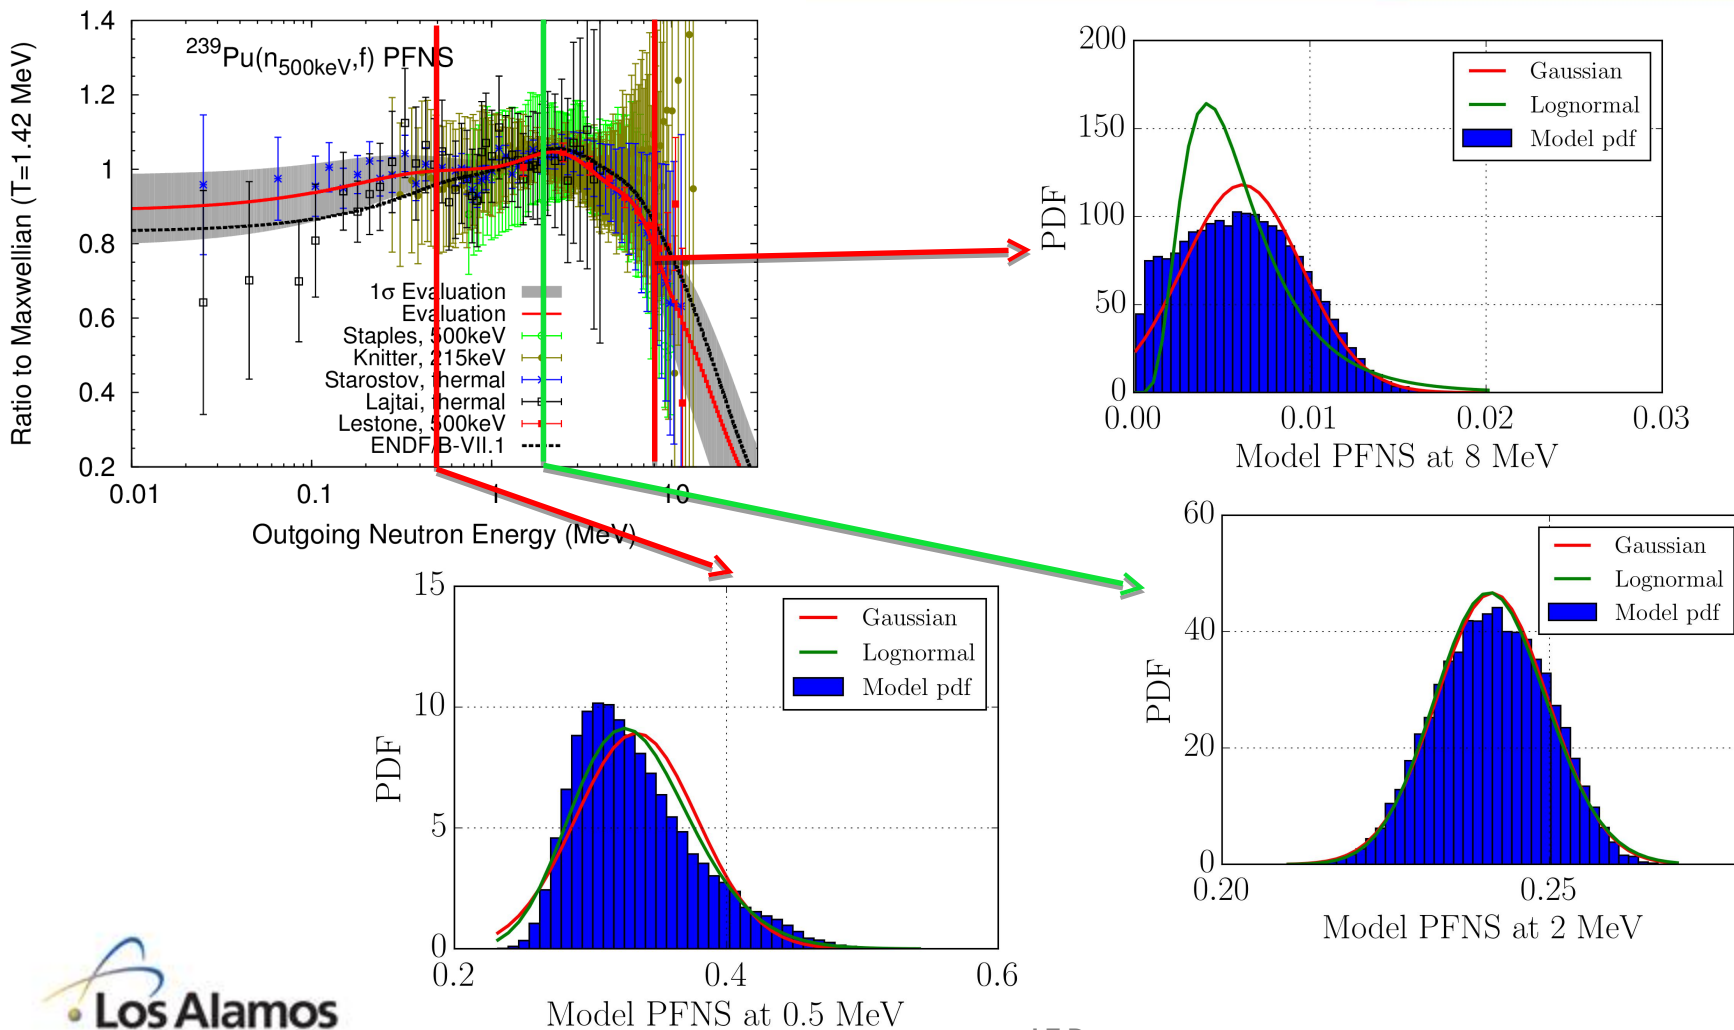 1.4
1.2
1
0.8
0.6
0.4
0.2
Ratio to Maxwellian (T=1.42 MeV)
239Pu(n500keV,f) PFNS
1σ Evaluation
Evaluation
Staples, 500keV
Knitter, 215keV
Starostov, thermal
Lajtai, thermal
Lestone, 500keV
ENDF/B-VII.1
0.01 0.1 1 10
Outgoing Neutron Energy (MeV)
200
150
100
50
0
PDF
Gaussian
Lognormal
Model pdf
0.00 0.01 0.02 0.03
Model PFNS at 8 MeV
15
10
5
0
PDF
Gaussian
Lognormal
Model pdf
0.2 0.4 0.6
Model PFNS at 0.5 MeV
60
40
20
0
PDF
Gaussian
Lognormal
Model pdf
0.20 0.25
Model PFNS at 2 MeV
Los Alamos